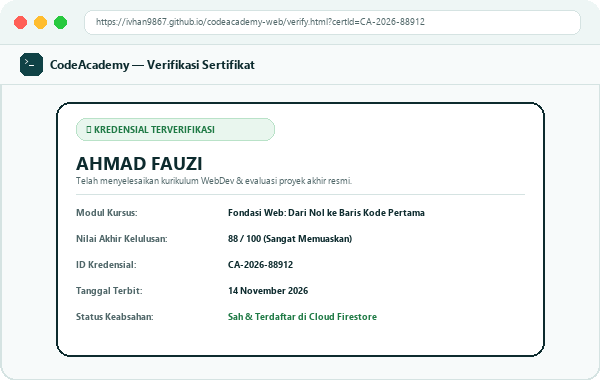 https://ivhan9867.github.io/codeacademy-web/verify.html?certId=CA-2026-88912
>_
CodeAcademy — Verifikasi Sertifikat
KREDENSIAL TERVERIFIKASI
AHMAD FAUZI
Telah menyelesaikan kurikulum WebDev & evaluasi proyek akhir resmi.
Modul Kursus: Fondasi Web: Dari Nol ke Baris Kode Pertama
Nilai Akhir Kelulusan: 88 / 100 (Sangat Memuaskan)
ID Kredensial: CA-2026-88912
Tanggal Terbit: 14 November 2026
Status Keabsahan: Sah & Terdaftar di Cloud Firestore